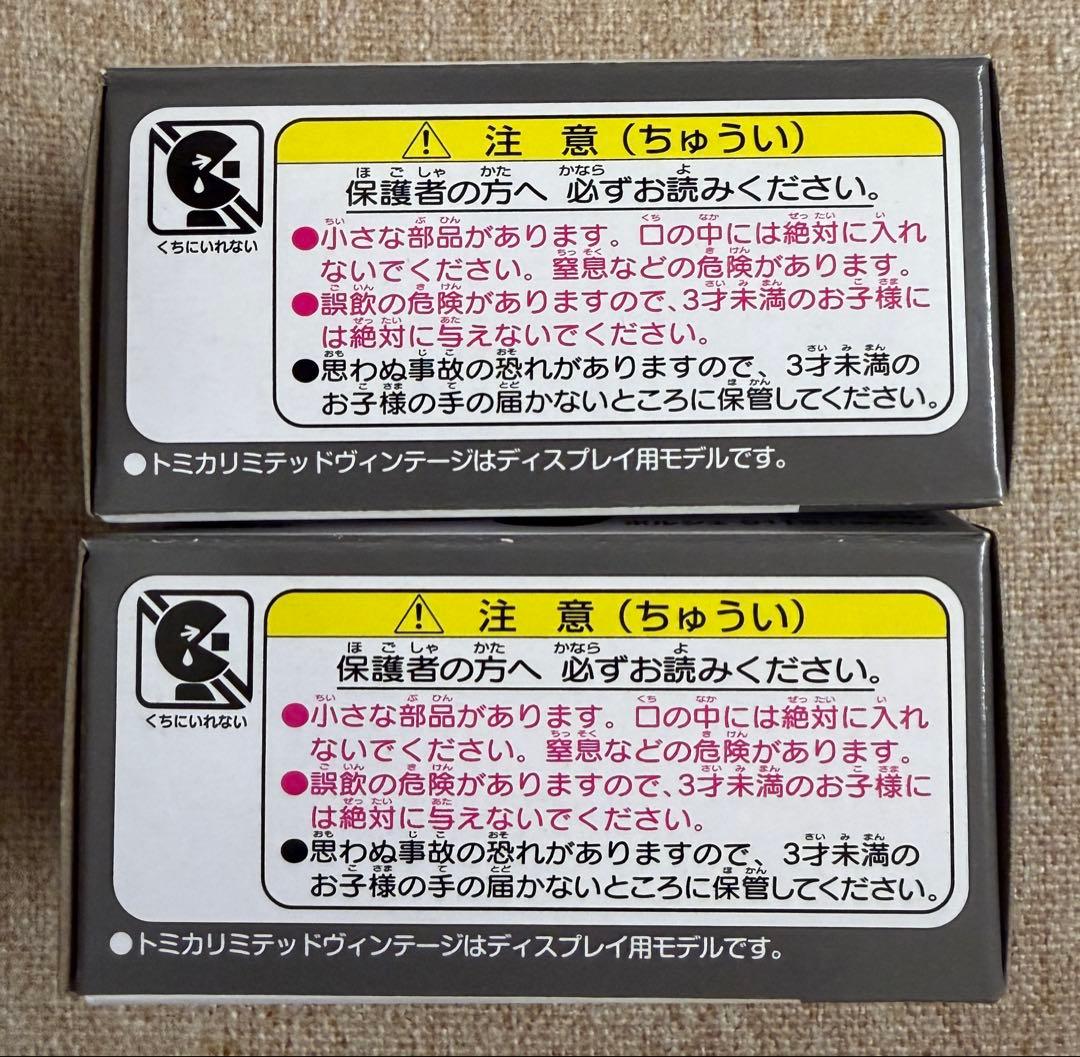 くちにいれない
⚠ 注意（ちゅうい）
保護者の方へ 必ずお読みください。
●小さな部品があります。口の中には絶対に入れ
ないでください。窒息などの危険があります。
●誤飲の危険がありますので、3才未満のお子様に
は絶対に与えないでください。
●思わぬ事故の恐れがありますので、3才未満の
お子様の手の届かないところに保管してください。
●トミカリミテッドヴィンテージはディスプレイ用モデルです。
くちにいれない
⚠ 注意（ちゅうい）
保護者の方へ 必ずお読みください。
●小さな部品があります。口の中には絶対に入れ
ないでください。窒息などの危険があります。
●誤飲の危険がありますので、3才未満のお子様に
は絶対に与えないでください。
●思わぬ事故の恐れがありますので、3才未満の
お子様の手の届かないところに保管してください。
●トミカリミテッドヴィンテージはディスプレイ用モデルです。